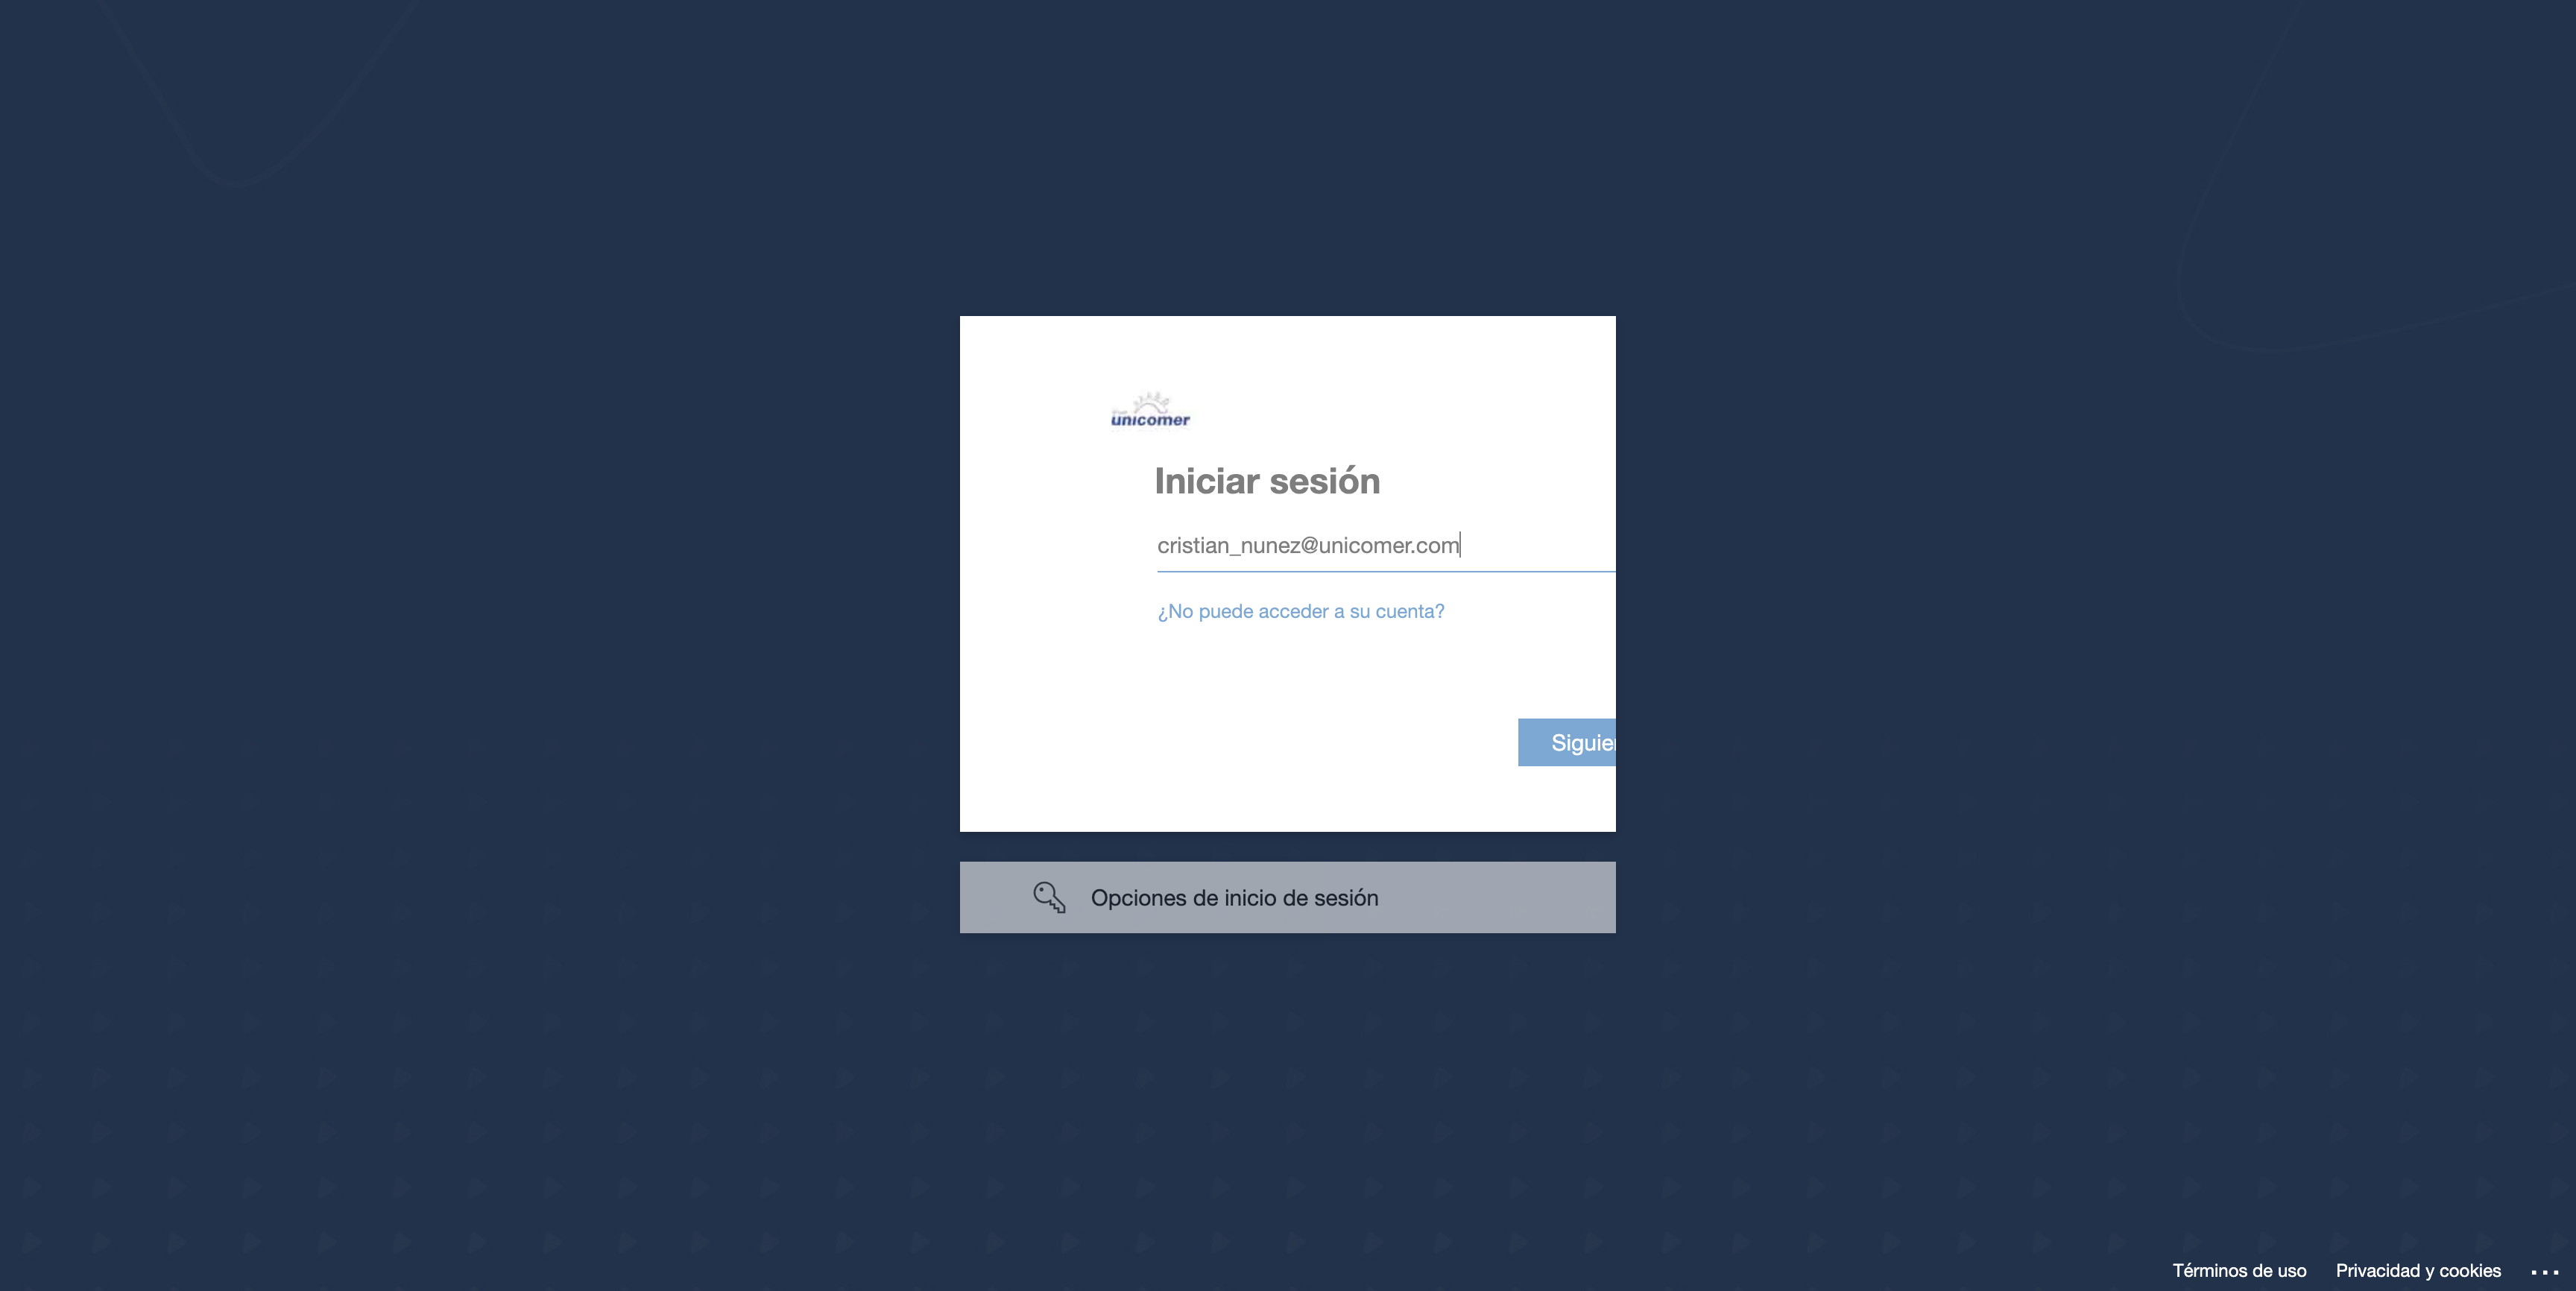 unicomer
Iniciar sesión
cristian_nunez@unicomer.com
¿No puede acceder a su cuenta?
Siguie
Opciones de inicio de sesión
Términos de uso Privacidad y cookies ...